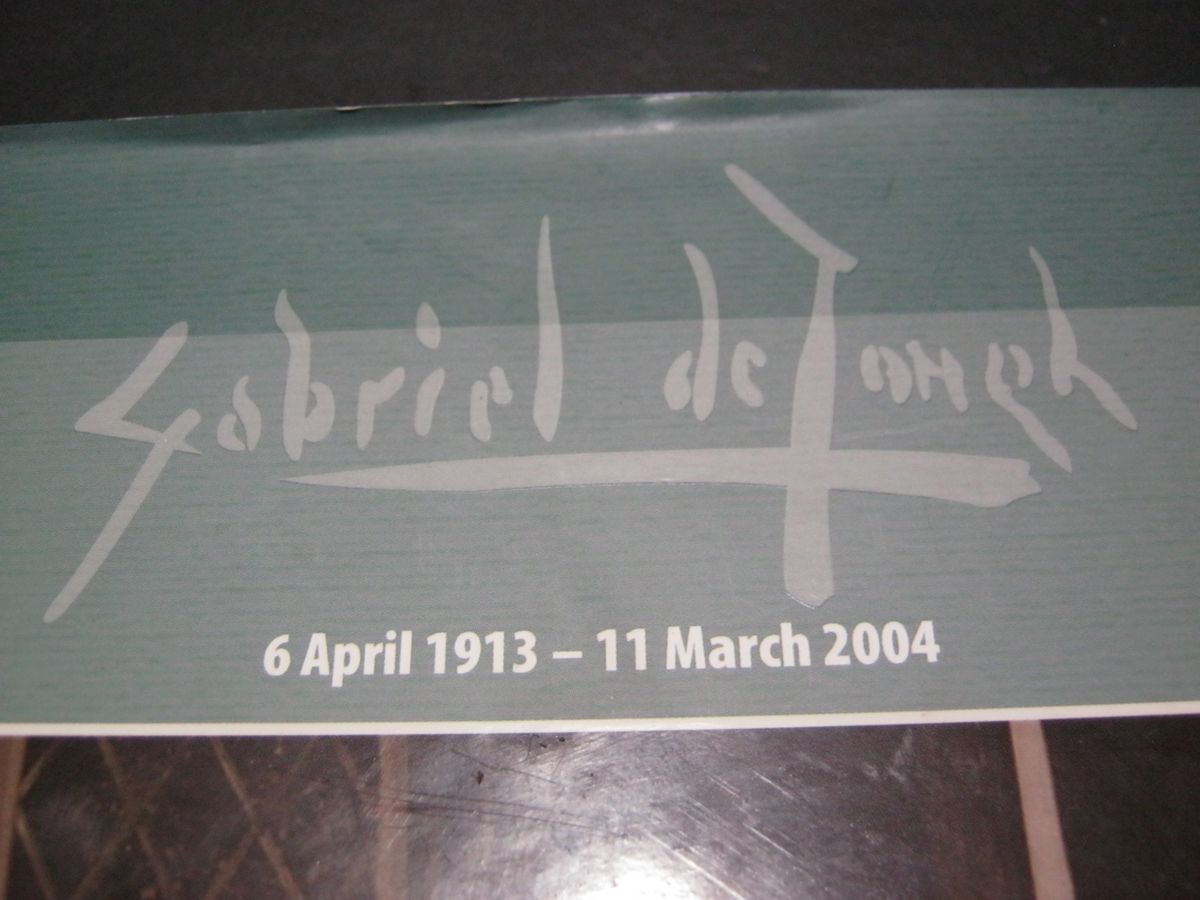 Gabriel de Jongh
6 April 1913 – 11 March 2004